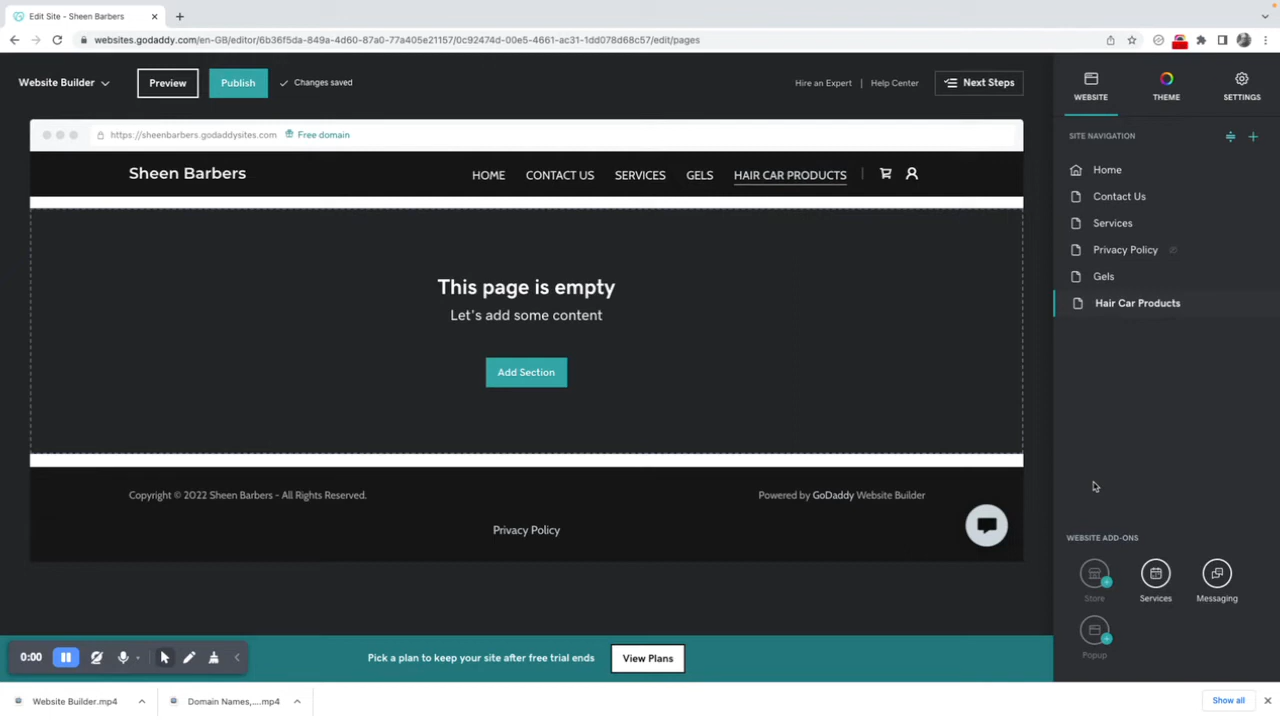 Edit Site - Sheen Barbers
websites.godaddy.com/en-GB/editor/6b36f5da-849a-4d60-87a0-77a405e21157/0c92474d-00e5-4661-ac31-1dd078d68c57/edit/pages
Website Builder
Preview
Publish
Changes saved
Hire an Expert
Help Center
Next Steps
WEBSITE
THEME
SETTINGS
https://sheenbarbers.godaddysites.com
Free domain
SITE NAVIGATION
Sheen Barbers
HOME
CONTACT US
SERVICES
GELS
HAIR CAR PRODUCTS
Home
Contact Us
Services
Privacy Policy
Gels
Hair Car Products
This page is empty
Let's add some content
Add Section
Copyright © 2022 Sheen Barbers - All Rights Reserved.
Powered by GoDaddy Website Builder
Privacy Policy
WEBSITE ADD-ONS
Store
Services
Messaging
Popup
0:00
Pick a plan to keep your site after free trial ends
View Plans
Website Builder.mp4
Domain Names,....mp4
Show all